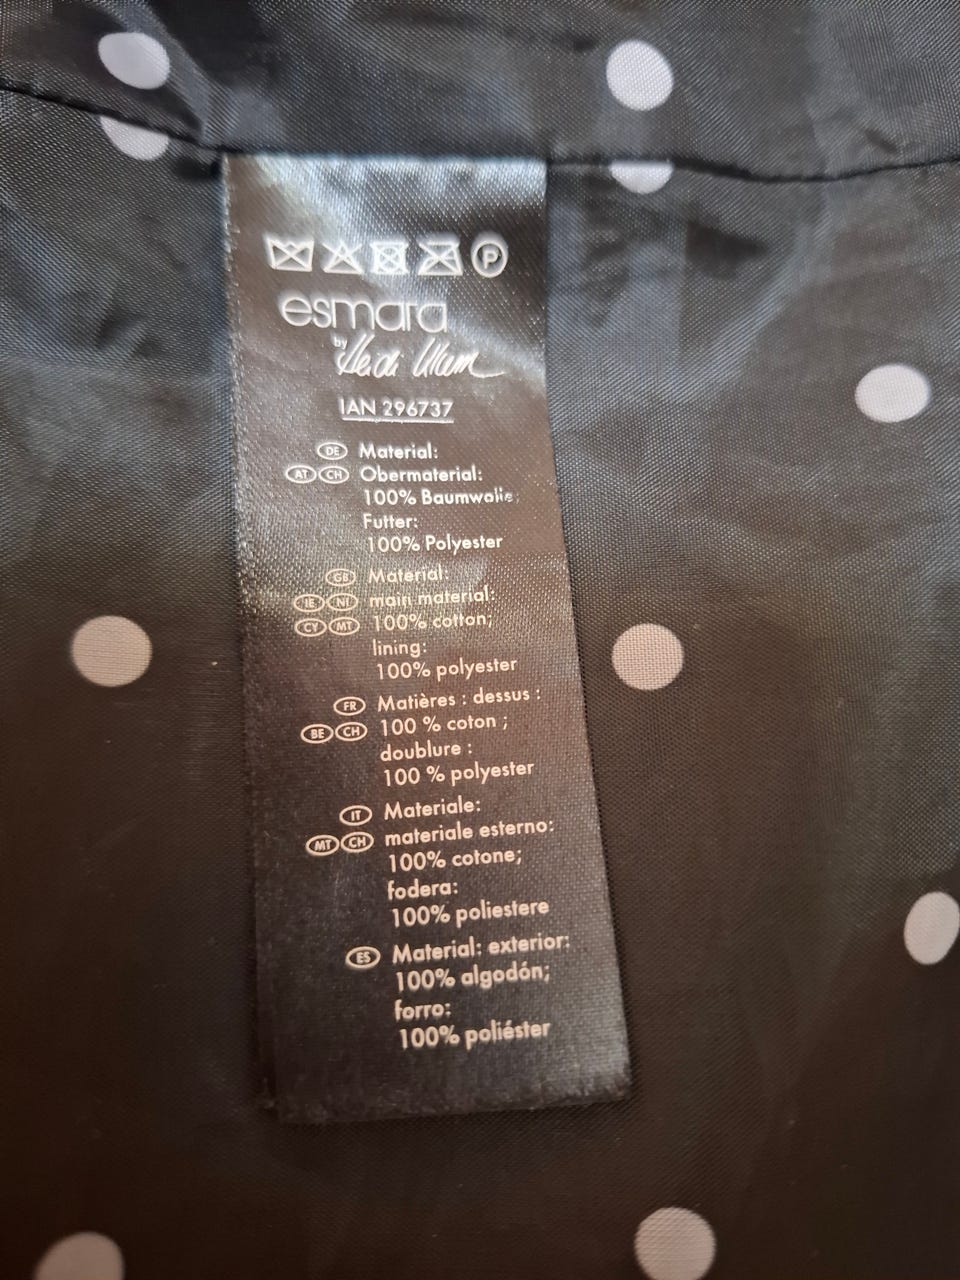 P
esmara
by Heidi Klum
IAN 296737
DE Material:
AT CH Obermaterial:
100% Baumwolle;
Futter:
100% Polyester
GB Material:
IE NI main material:
CY MT 100% cotton;
lining:
100% polyester
FR Matières : dessus :
BE CH 100 % coton ;
doublure :
100 % polyester
IT Materiale:
MT CH materiale esterno:
100% cotone;
fodera:
100% poliestere
ES Material: exterior:
100% algodón;
forro:
100% poliéster